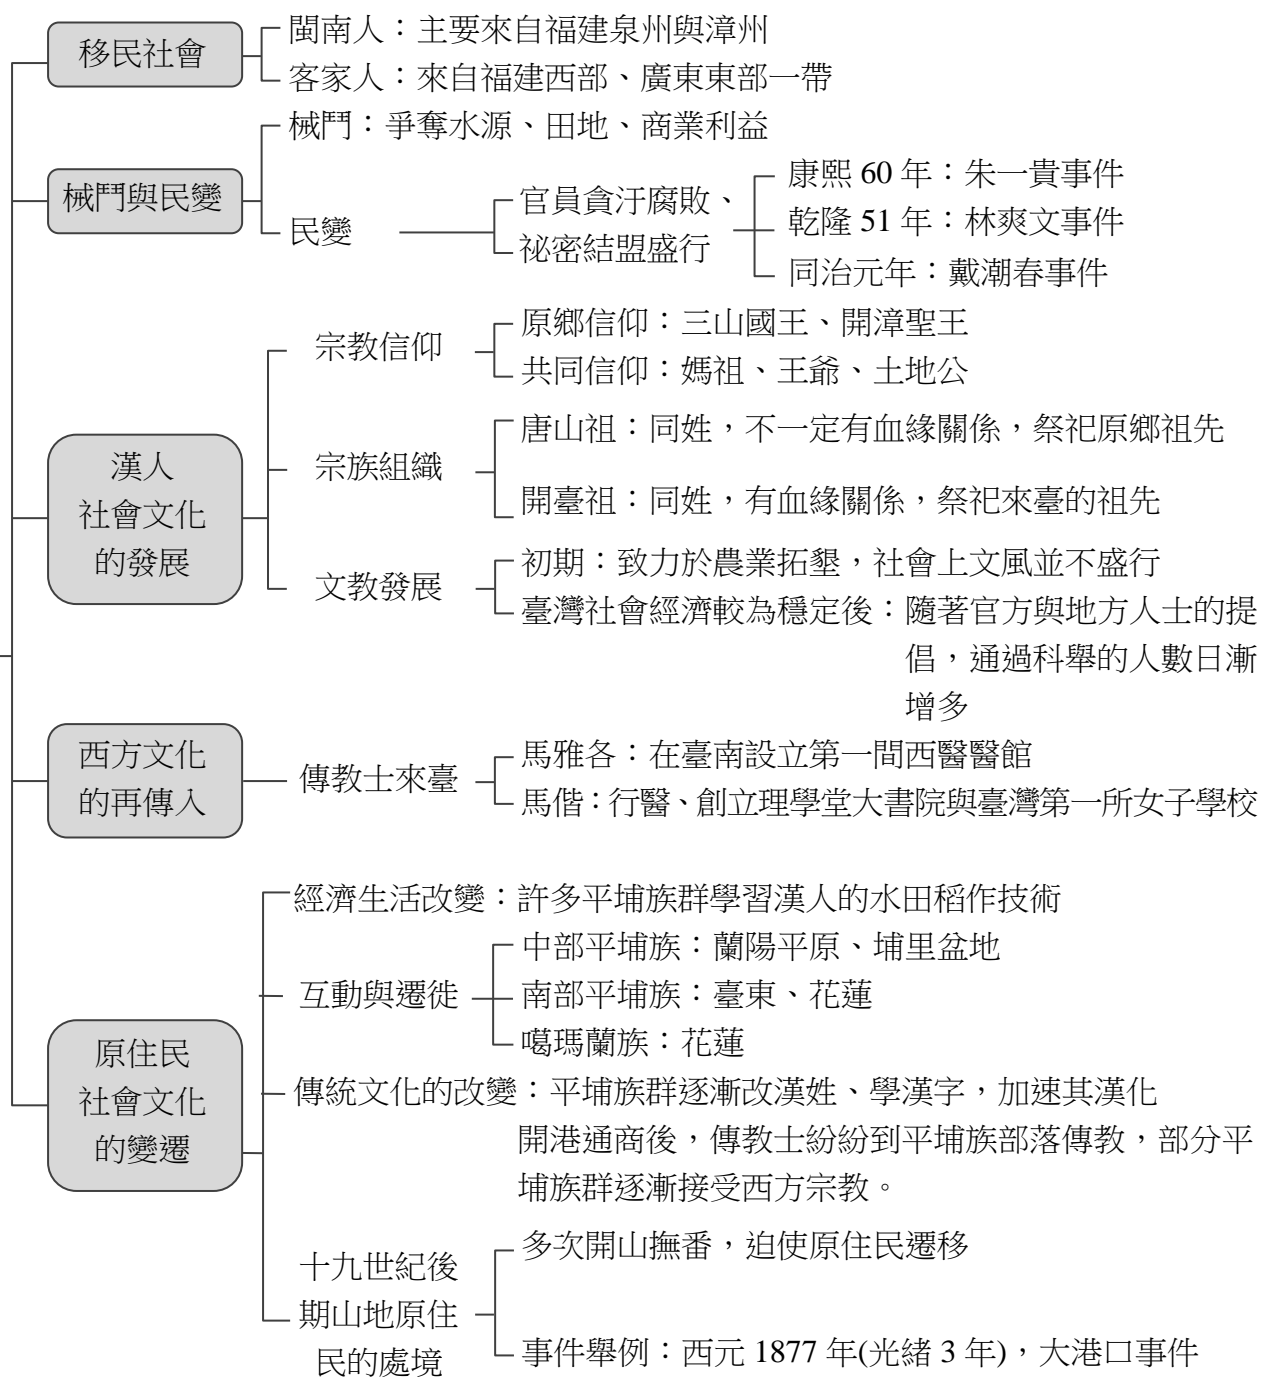 移民社會
閩南人：主要來自福建泉州與漳州
客家人：來自福建西部、廣東東部一帶
械鬥與民變
械鬥：爭奪水源、田地、商業利益
民變
官員貪汙腐敗、
祕密結盟盛行
康熙 60 年：朱一貴事件
乾隆 51 年：林爽文事件
同治元年：戴潮春事件
漢人
社會文化
的發展
宗教信仰
原鄉信仰：三山國王、開漳聖王
共同信仰：媽祖、王爺、土地公
宗族組織
唐山祖：同姓，不一定有血緣關係，祭祀原鄉祖先
開臺祖：同姓，有血緣關係，祭祀來臺的祖先
文教發展
初期：致力於農業拓墾，社會上文風並不盛行
臺灣社會經濟較為穩定後：隨著官方與地方人士的提
倡，通過科舉的人數日漸
增多
西方文化
的再傳入
傳教士來臺
馬雅各：在臺南設立第一間西醫醫館
馬偕：行醫、創立理學堂大書院與臺灣第一所女子學校
原住民
社會文化
的變遷
經濟生活改變：許多平埔族群學習漢人的水田稻作技術
互動與遷徙
中部平埔族：蘭陽平原、埔里盆地
南部平埔族：臺東、花蓮
噶瑪蘭族：花蓮
傳統文化的改變：平埔族群逐漸改漢姓、學漢字，加速其漢化
開港通商後，傳教士紛紛到平埔族部落傳教，部分平
埔族群逐漸接受西方宗教。
十九世紀後
期山地原住
民的處境
多次開山撫番，迫使原住民遷移
事件舉例：西元 1877 年(光緒 3 年)，大港口事件